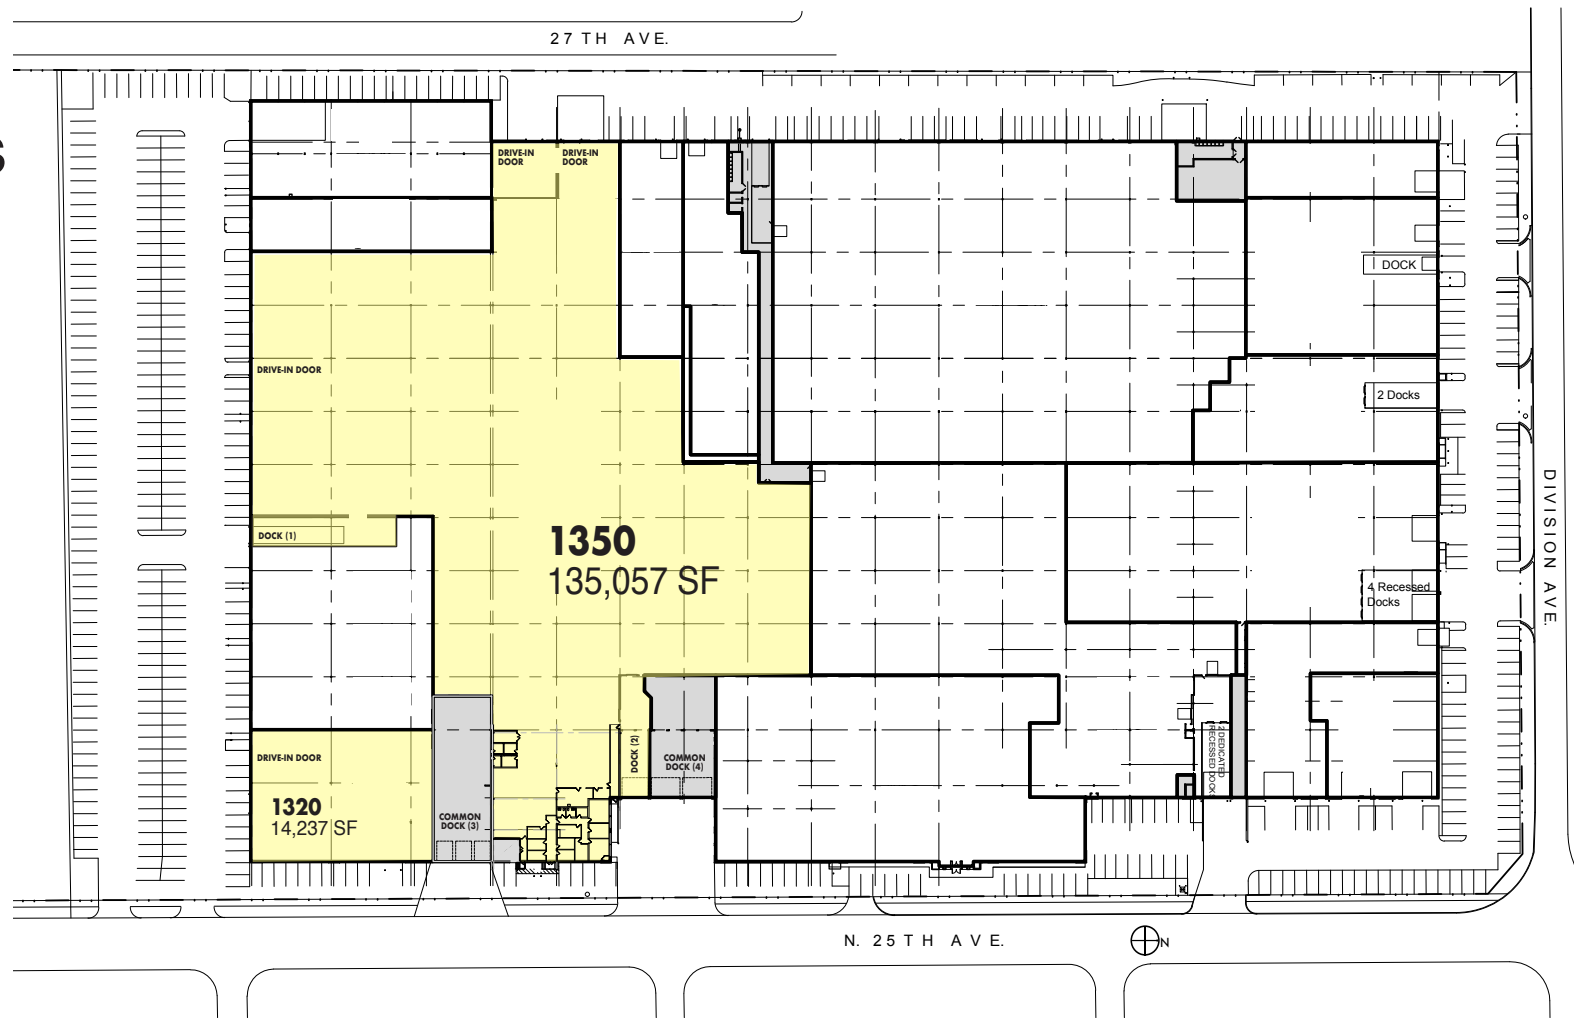 27TH AVE.
S
DRIVE-IN
DOOR
DRIVE-IN
DOOR
DOCK
DRIVE-IN DOOR
2 Docks
DIVISION AVE.
DOCK (1)
1350
135,057 SF
4 Recessed
Docks
DOCK (2)
2 DEDICATED
RECESSED DOCKS
DRIVE-IN DOOR
COMMON
DOCK (4)
1320
14,237 SF
COMMON
DOCK (3)
N. 25TH AVE.
N